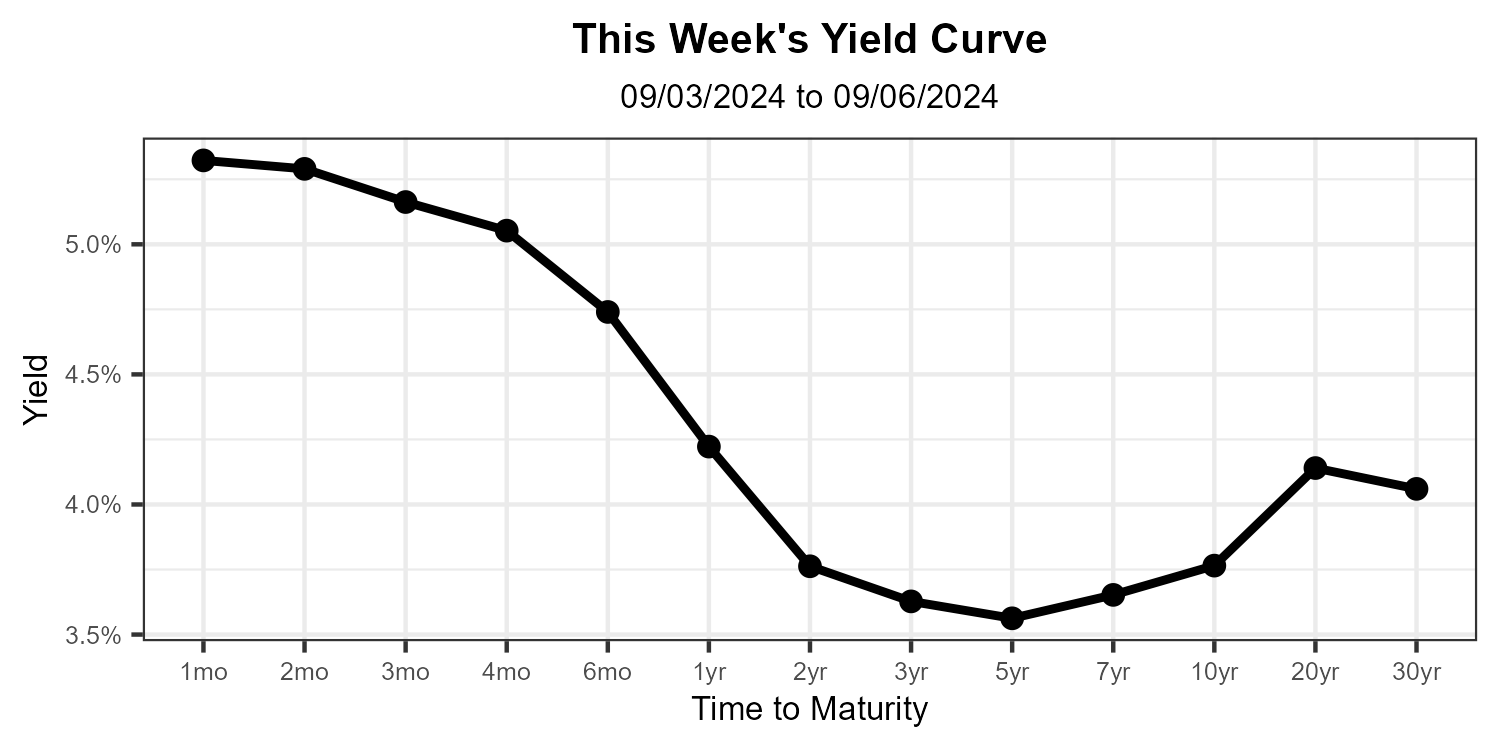 This Week's Yield Curve
09/03/2024 to 09/06/2024
Yield
5.0%
4.5%
4.0%
3.5%
1mo 2mo 3mo 4mo 6mo 1yr 2yr 3yr 5yr 7yr 10yr 20yr 30yr
Time to Maturity